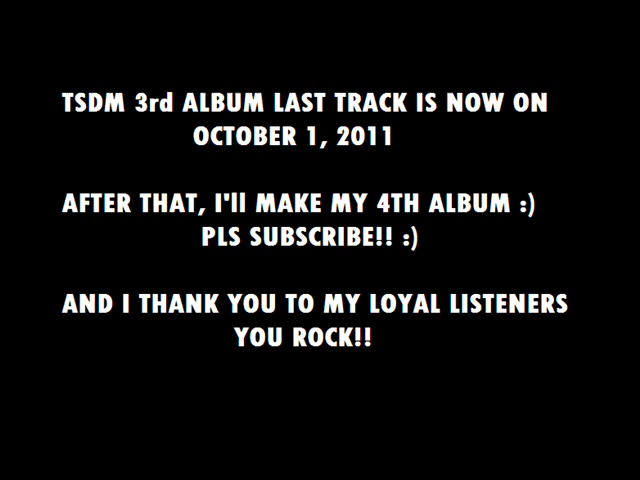 TSDM 3rd ALBUM LAST TRACK IS NOW ON
OCTOBER 1, 2011
AFTER THAT, I'll MAKE MY 4TH ALBUM :)
PLS SUBSCRIBE!! :)
AND I THANK YOU TO MY LOYAL LISTENERS
YOU ROCK!!